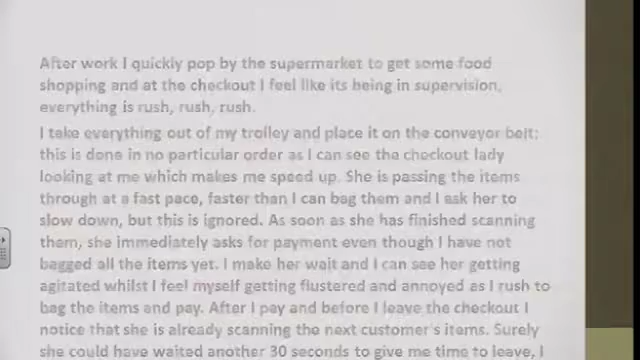 After work I quickly pop by the supermarket to get some food
shopping and at the checkout I feel like its being in supervision,
everything is rush, rush, rush.
I take everything out of my trolley and place it on the conveyor belt;
this is done in no particular order as I can see the checkout lady
looking at me which makes me speed up. She is passing the items
through at a fast pace, faster than I can bag them and I ask her to
slow down, but this is ignored. As soon as she has finished scanning
them, she immediately asks for payment even though I have not
bagged all the items yet. I make her wait and I can see her getting
agitated whilst I feel myself getting flustered and annoyed as I rush to
bag the items and pay. After I pay and before I leave the checkout I
notice that she is already scanning the next customer's items. Surely
she could have waited another 30 seconds to give me time to leave, I